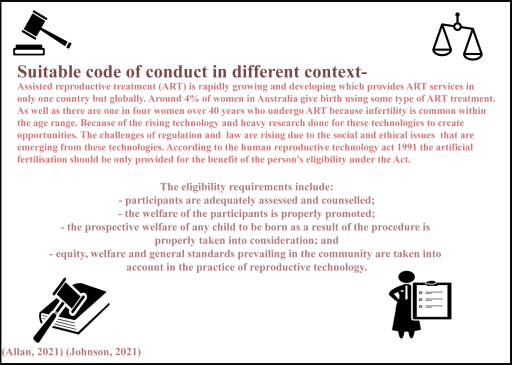 Suitable code of conduct in different context-
Assisted reproductive treatment (ART) is rapidly growing and developing which provides ART services in
only one country but globally. Around 4% of women in Australia give birth using some type of ART treatment.
As well as there are one in four women over 40 years who undergo ART because infertility is common within
the age range. Because of the rising technology and heavy research done for these technologies to create
opportunities. The challenges of regulation and  law are rising due to the social and ethical issues  that are
emerging from these technologies. According to the human reproductive technology act 1991 the artificial
fertilisation should be only provided for the benefit of the person's eligibility under the Act.
The eligibility requirements include:
- participants are adequately assessed and counselled;
- the welfare of the participants is properly promoted;
- the prospective welfare of any child to be born as a result of the procedure is
properly taken into consideration; and
- equity, welfare and general standards prevailing in the community are taken into
account in the practice of reproductive technology.
(Allan, 2021) (Johnson, 2021)